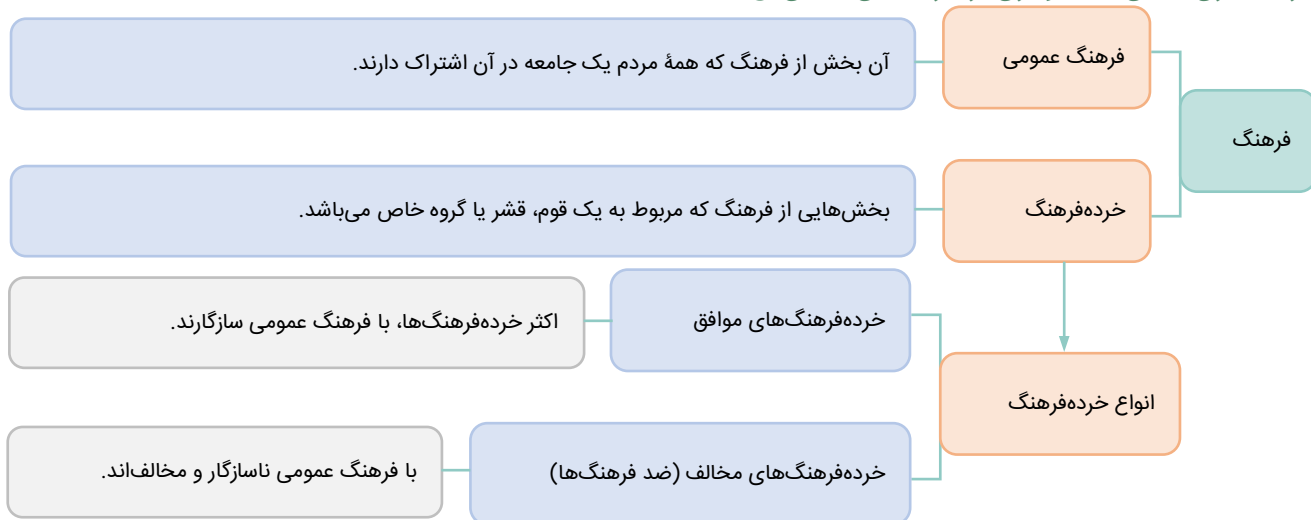 فرهنگ
فرهنگ عمومی
آن بخش از فرهنگ که همهٔ مردم یک جامعه در آن اشتراک دارند.
خرده‌فرهنگ
بخش‌هایی از فرهنگ که مربوط به یک قوم، قشر یا گروه خاص می‌باشد.
انواع خرده‌فرهنگ
خرده‌فرهنگ‌های موافق
اکثر خرده‌فرهنگ‌ها، با فرهنگ عمومی سازگارند.
خرده‌فرهنگ‌های مخالف (ضد فرهنگ‌ها)
با فرهنگ عمومی ناسازگار و مخالف‌اند.